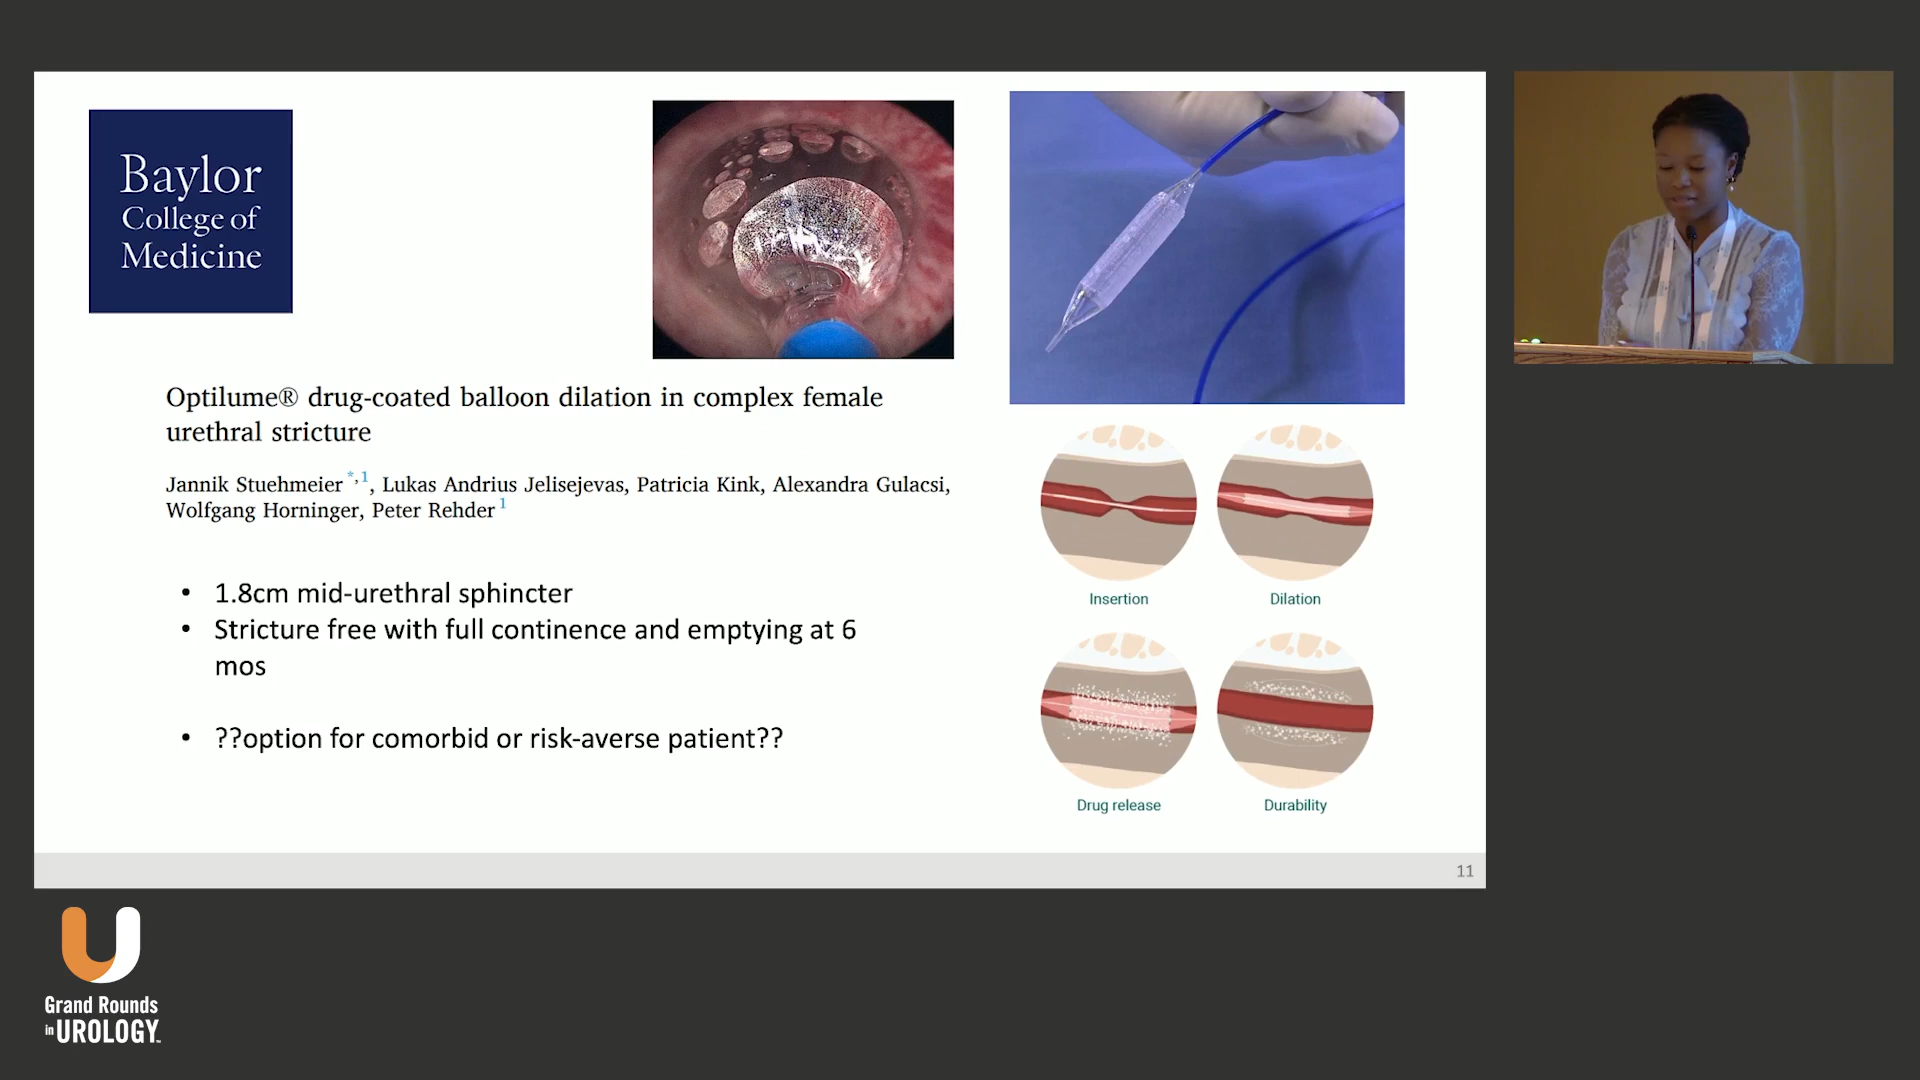 Baylor
College of
Medicine
Optilume® drug-coated balloon dilation in complex female
urethral stricture
Jannik Stuehmeier *,1, Lukas Andrius Jelisejevas, Patricia Kink, Alexandra Gulacsi,
Wolfgang Horninger, Peter Rehder 1
• 1.8cm mid-urethral sphincter
• Stricture free with full continence and emptying at 6
mos
• ??option for comorbid or risk-averse patient??
Insertion
Dilation
Drug release
Durability
11
Grand Rounds
in UROLOGY™